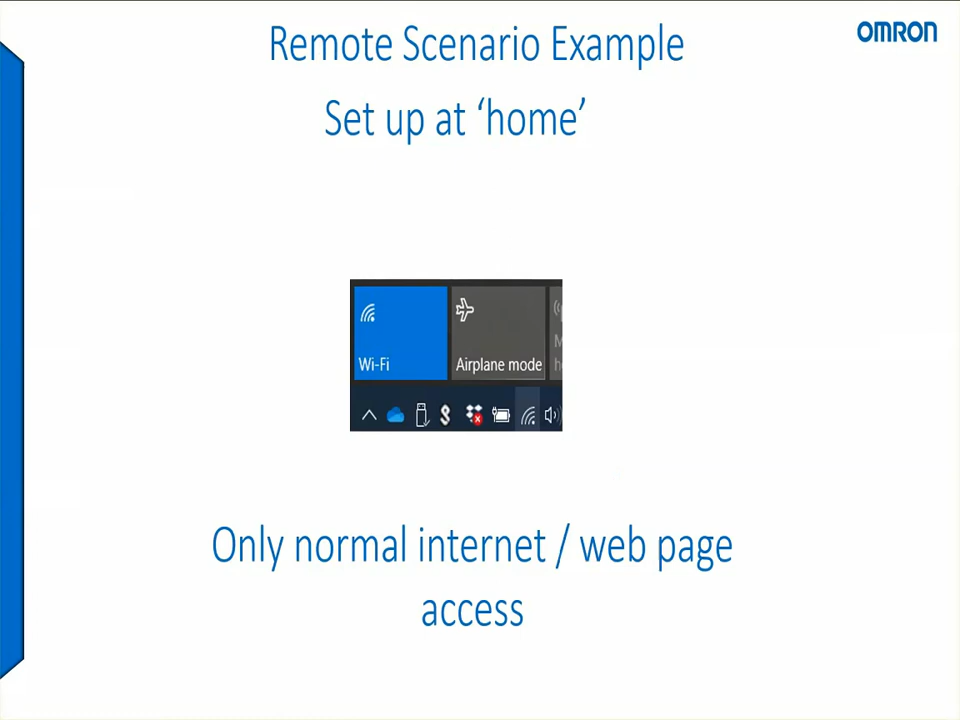 Remote Scenario Example
OMRON
Set up at ‘home’
Wi-Fi
Airplane mode
Only normal internet / web page
access